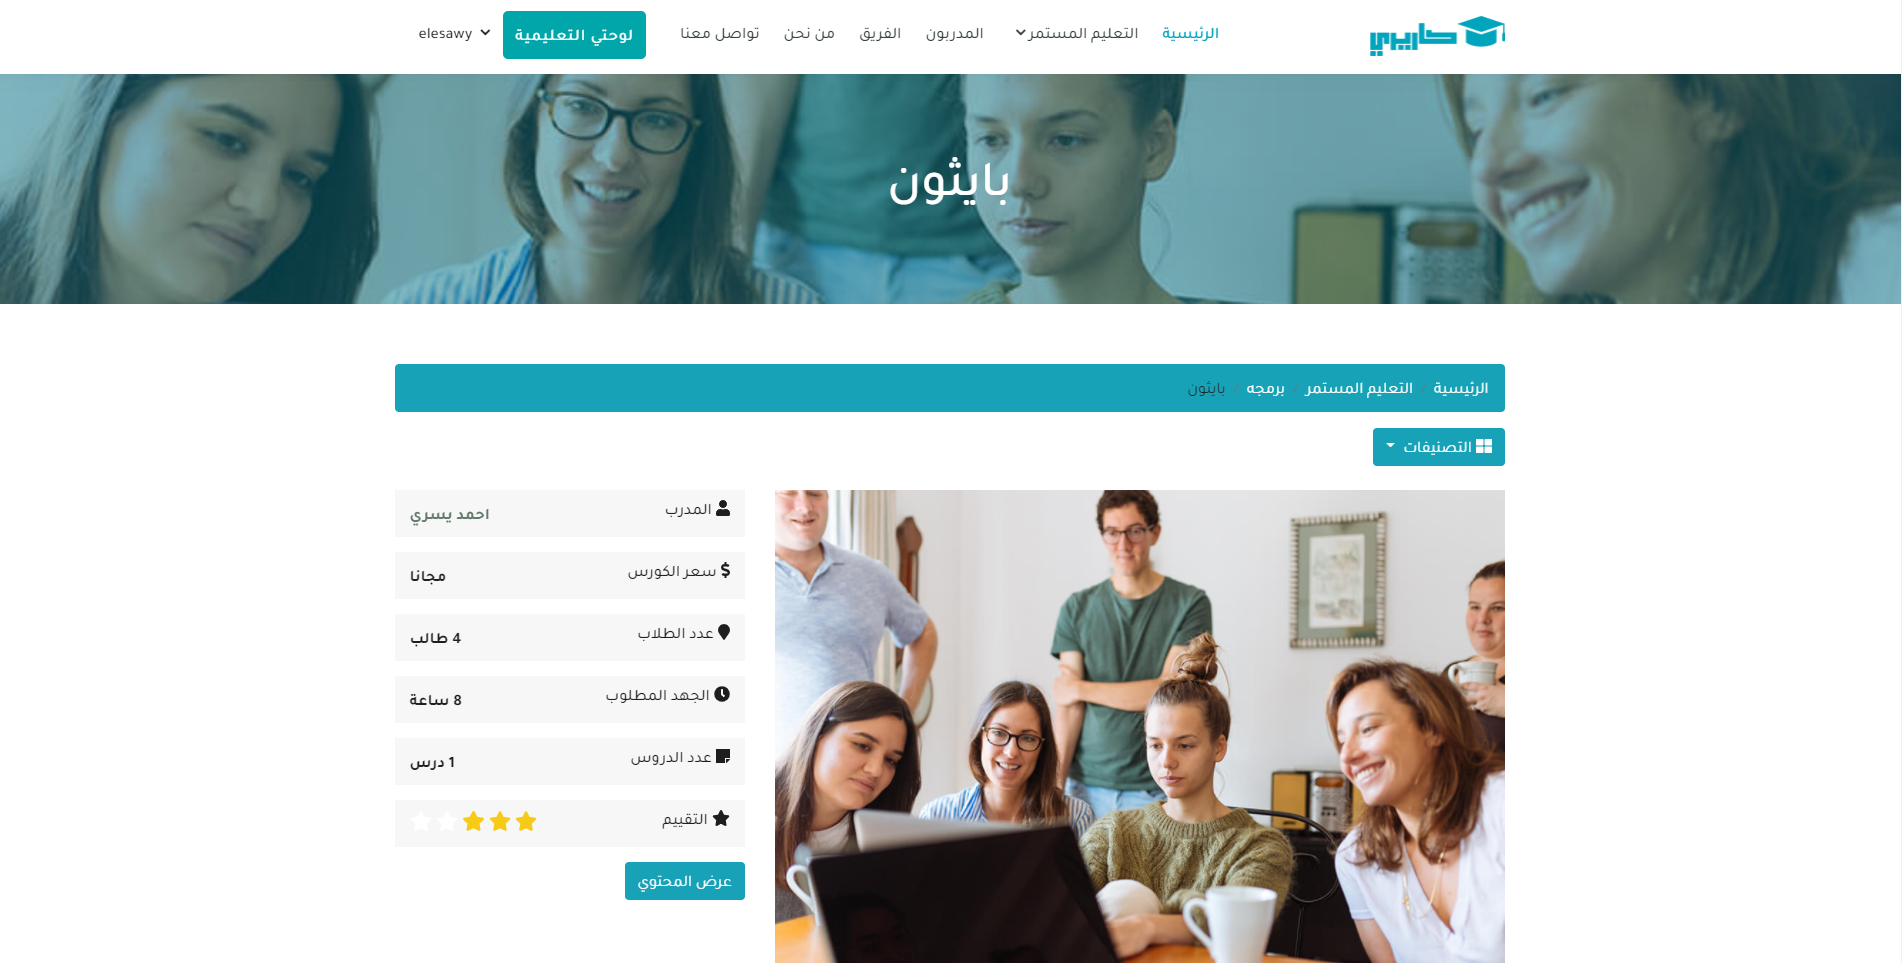 كاريري
الرئيسية
التعليم المستمر
المدربون
الفريق
من نحن
تواصل معنا
لوحتي التعليمية
elesawy
بايثون
الرئيسية / التعليم المستمر / برمجه / بايثون
التصنيفات
المدرب احمد يسري
سعر الكورس مجانا
عدد الطلاب 4 طالب
الجهد المطلوب 8 ساعة
عدد الدروس 1 درس
التقييم
عرض المحتوي